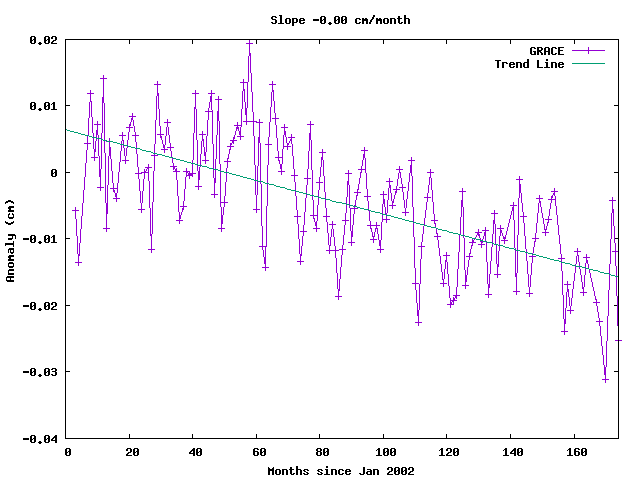 Slope -0.00 cm/month
0.02
0.01
0
-0.01
-0.02
-0.03
-0.04
Anomaly (cm)
GRACE
Trend Line
0 20 40 60 80 100 120 140 160
Months since Jan 2002